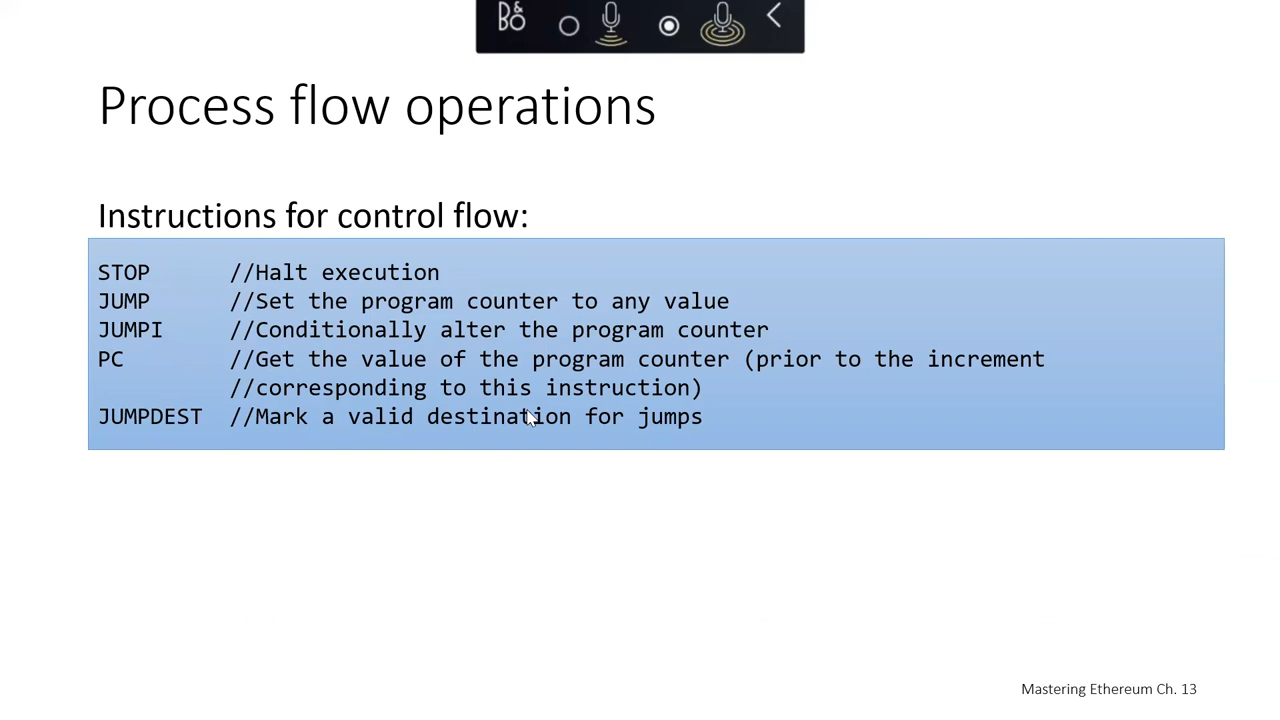 B&O
Process flow operations
Instructions for control flow:
STOP //Halt execution
JUMP //Set the program counter to any value
JUMPI //Conditionally alter the program counter
PC //Get the value of the program counter (prior to the increment
//corresponding to this instruction)
JUMPDEST //Mark a valid destination for jumps
Mastering Ethereum Ch. 13